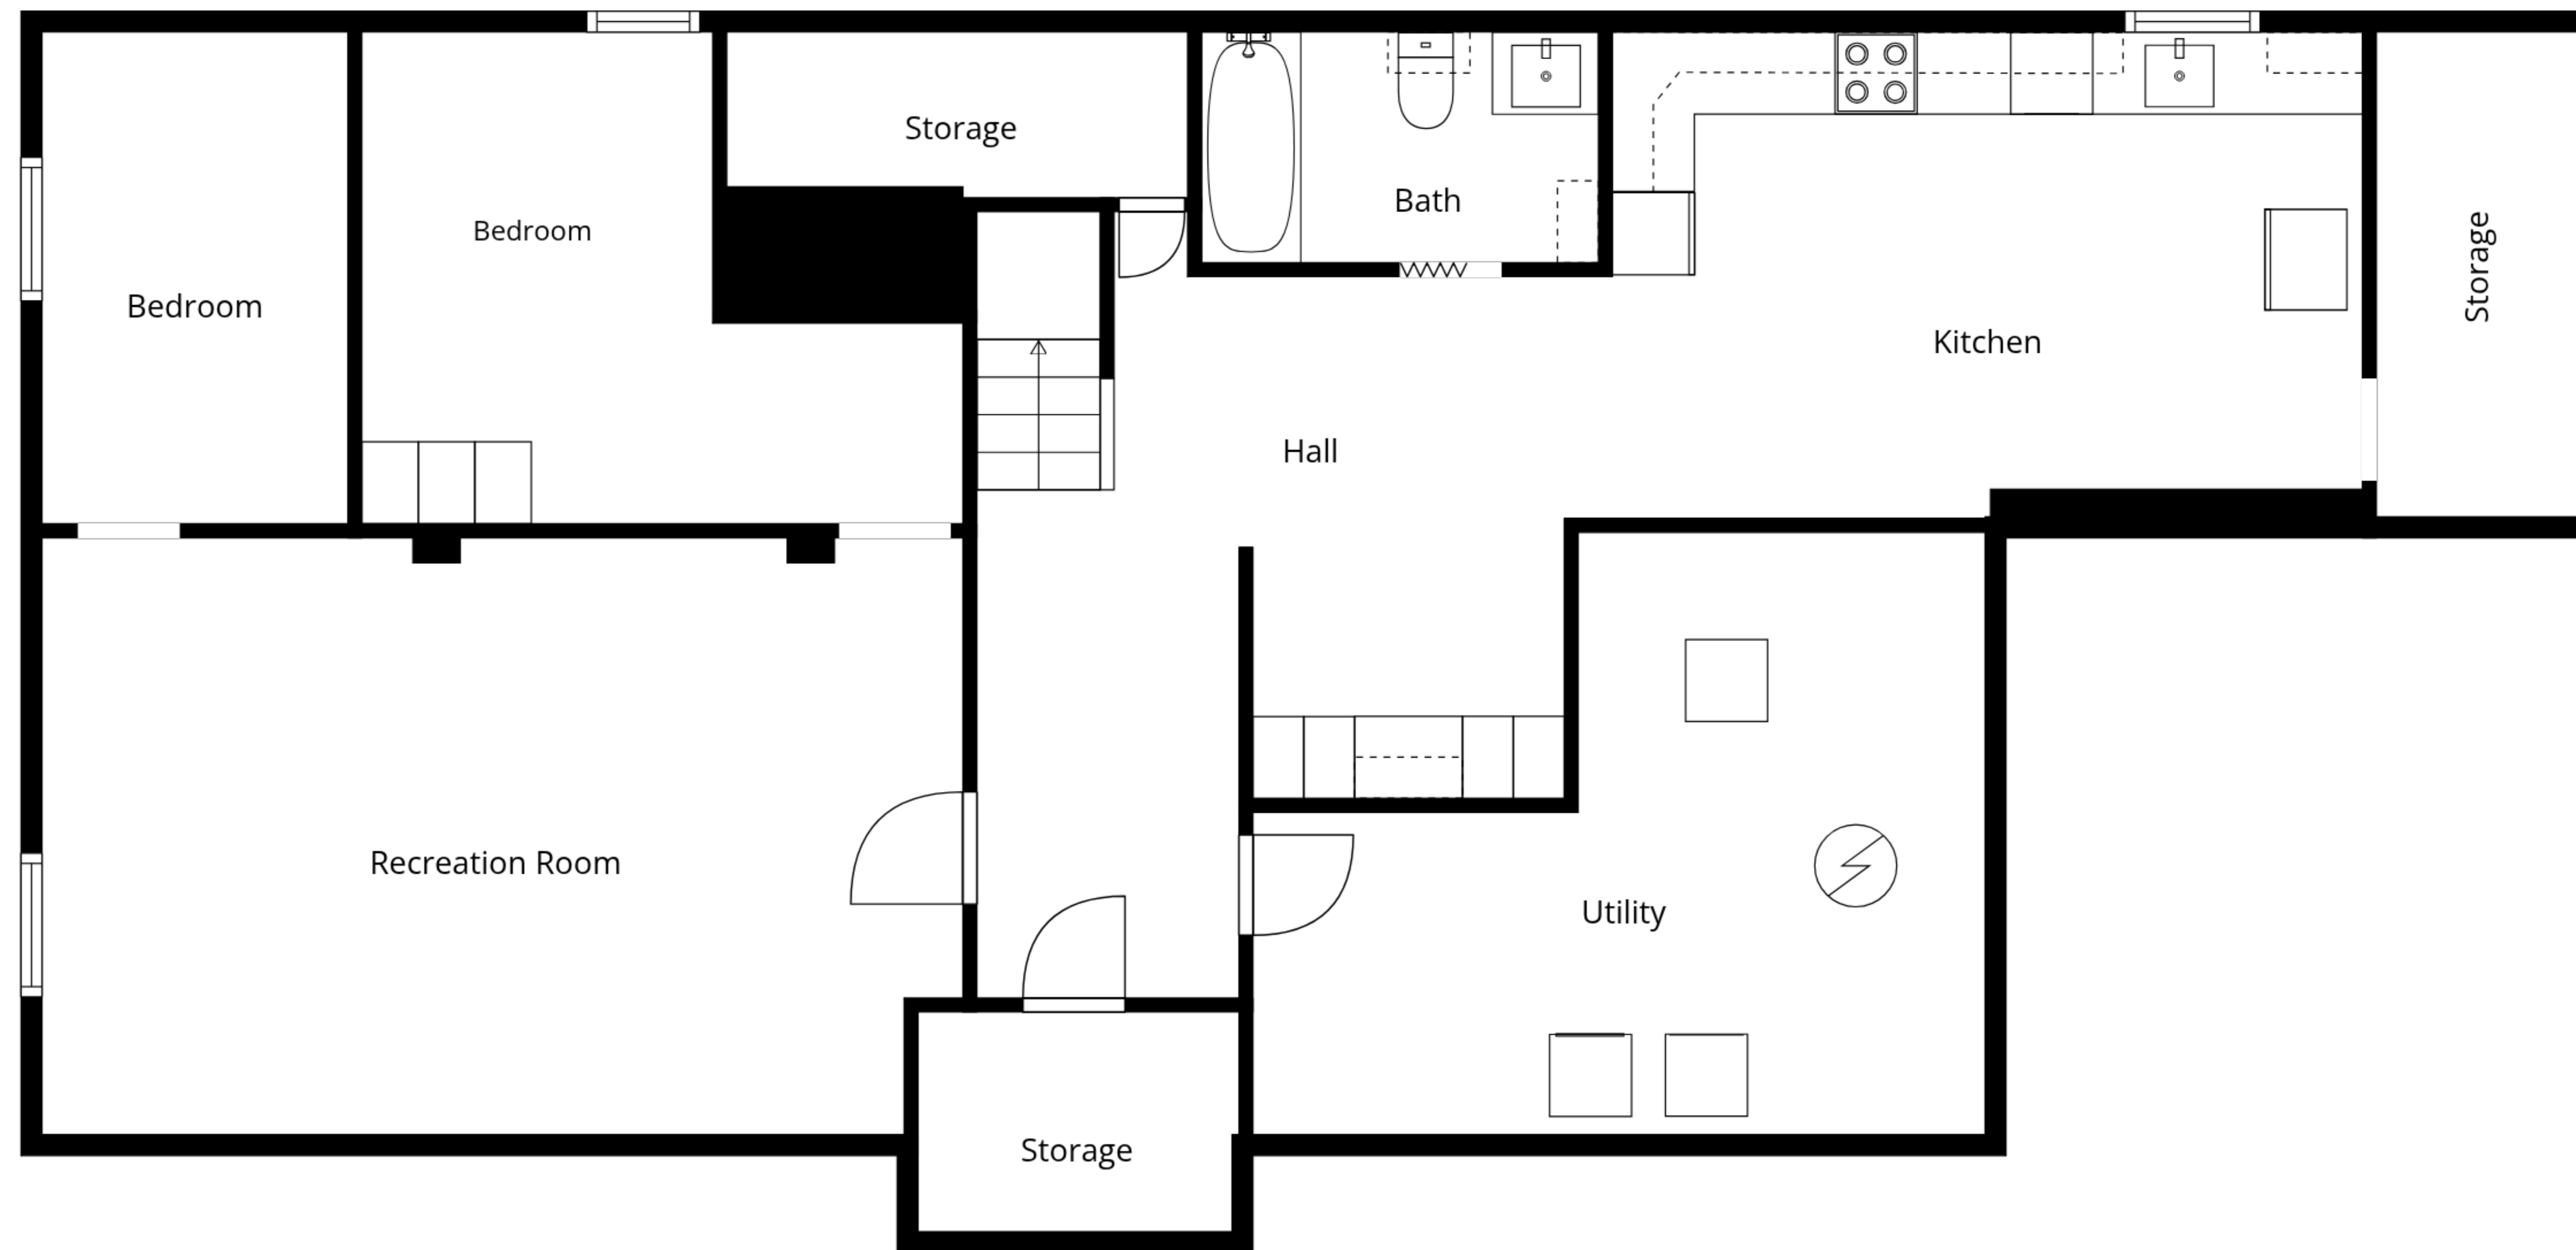 Storage
Bath
Bedroom
Storage
Bedroom
Kitchen
Hall
Recreation Room
Utility
Storage